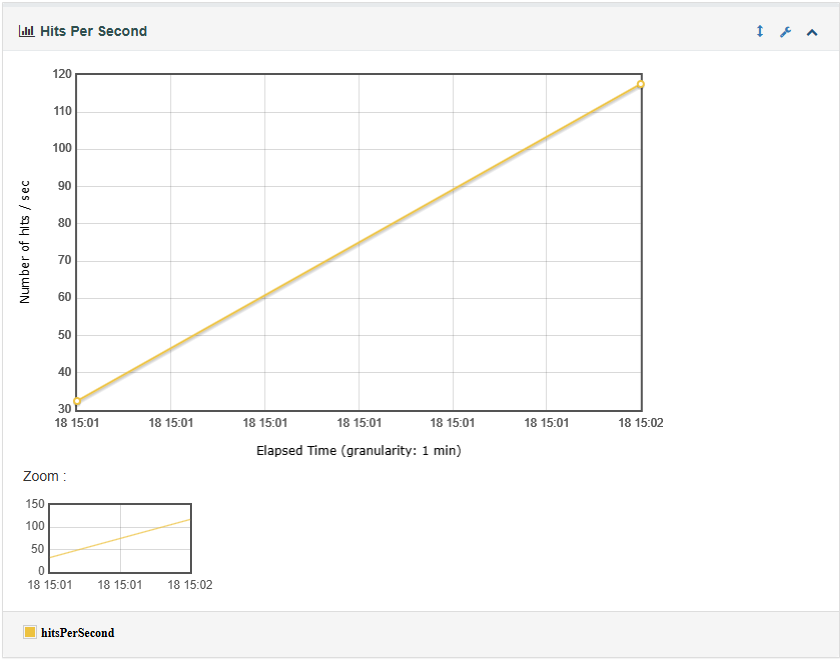 Hits Per Second
120
110
100
90
80
70
60
50
40
30
Number of hits / sec
18 15:01 18 15:01 18 15:01 18 15:01 18 15:01 18 15:01 18 15:02
Elapsed Time (granularity: 1 min)
Zoom :
150
100
50
0
18 15:01 18 15:01 18 15:02
hitsPerSecond